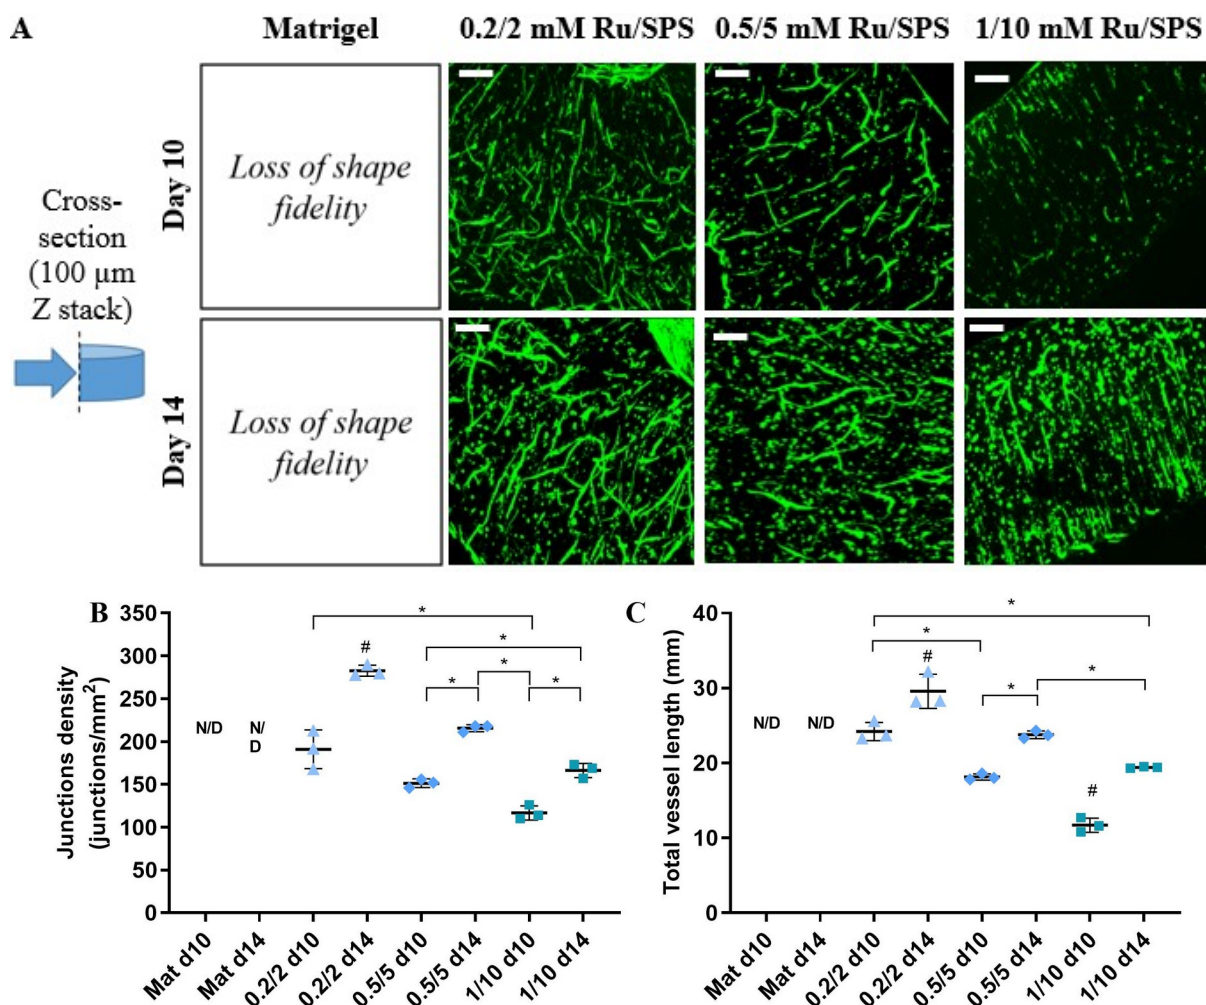 A
Matrigel
0.2/2 mM Ru/SPS
0.5/5 mM Ru/SPS
1/10 mM Ru/SPS
Day 10
Loss of shape
fidelity
Cross-
section
(100 µm
Z stack)
Day 14
Loss of shape
fidelity
B
Junctions density
(junctions/mm²)
350
300
250
200
150
100
50
0
N/D
N/
D
#
*
*
*
*
*
Mat d10
Mat d14
0.2/2 d10
0.2/2 d14
0.5/5 d10
0.5/5 d14
1/10 d10
1/10 d14
C
Total vessel length (mm)
40
30
20
10
0
N/D
N/D
*
*
#
*
*
#
Mat d10
Mat d14
0.2/2 d10
0.2/2 d14
0.5/5 d10
0.5/5 d14
1/10 d10
1/10 d14